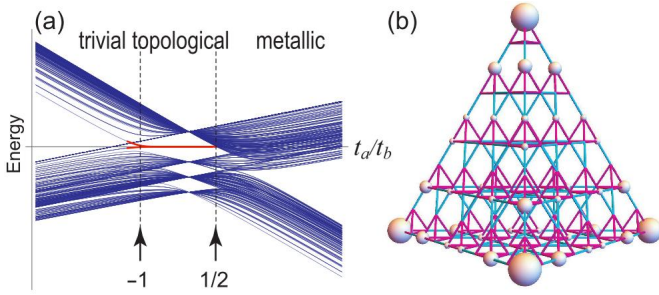 (a)
trivial topological metallic
Energy
t_a/t_b
−1
1/2
(b)